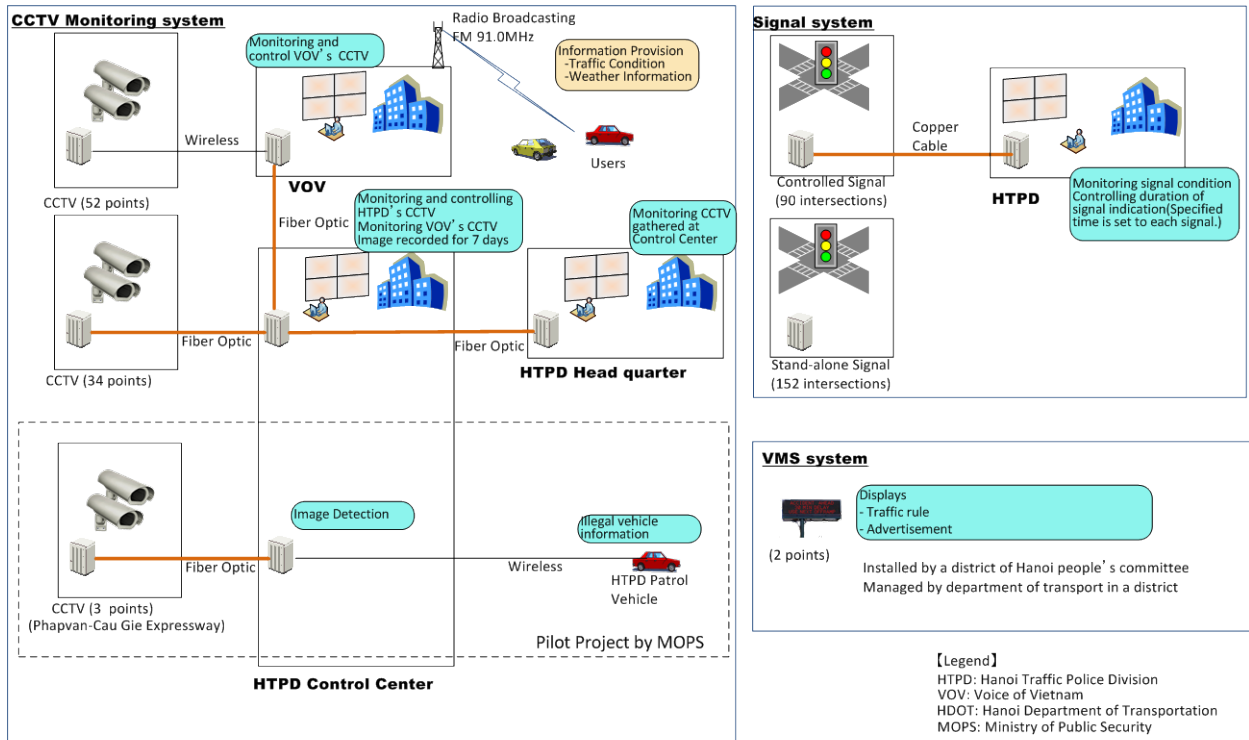 CCTV Monitoring system
Radio Broadcasting
FM 91.0MHz
Monitoring and
control VOV's CCTV
Information Provision
-Traffic Condition
-Weather Information
Wireless
Users
VOV
CCTV (52 points)
Fiber Optic
Monitoring and controlling
HTPD's CCTV
Monitoring VOV's CCTV
Image recorded for 7 days
Monitoring CCTV
gathered at
Control Center
Fiber Optic
Fiber Optic
CCTV (34 points)
HTPD Head quarter
Image Detection
Illegal vehicle
information
Fiber Optic
Wireless
HTPD Patrol
Vehicle
CCTV (3 points)
(Phapvan-Cau Gie Expressway)
Pilot Project by MOPS
HTPD Control Center
Signal system
Copper
Cable
Controlled Signal
(90 intersections)
HTPD
Monitoring signal condition
Controlling duration of
signal indication(Specified
time is set to each signal.)
Stand-alone Signal
(152 intersections)
VMS system
Displays
- Traffic rule
- Advertisement
(2 points)
Installed by a district of Hanoi people's committee
Managed by department of transport in a district
【Legend】
HTPD: Hanoi Traffic Police Division
VOV: Voice of Vietnam
HDOT: Hanoi Department of Transportation
MOPS: Ministry of Public Security